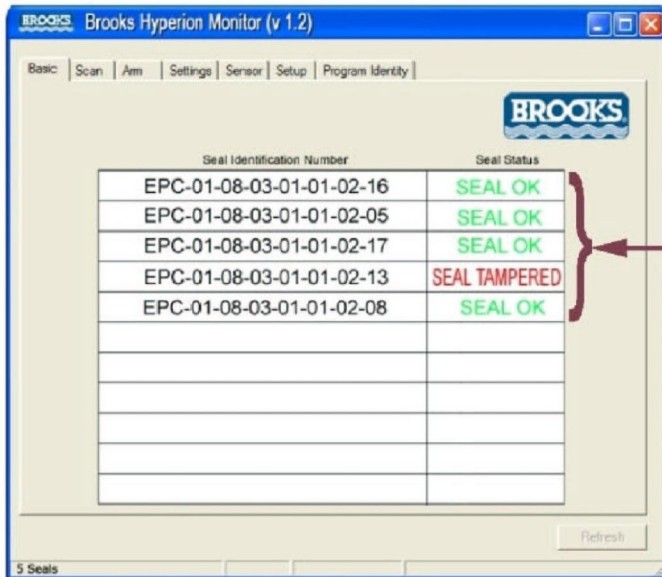 BROOKS Brooks Hyperion Monitor (v 1.2)
Basic Scan Arm Settings Sensor Setup Program Identity
BROOKS
Seal Identification Number Seal Status
EPC-01-08-03-01-01-02-16 SEAL OK
EPC-01-08-03-01-01-02-05 SEAL OK
EPC-01-08-03-01-01-02-17 SEAL OK
EPC-01-08-03-01-01-02-13 SEAL TAMPERED
EPC-01-08-03-01-01-02-08 SEAL OK
Refresh
5 Seals